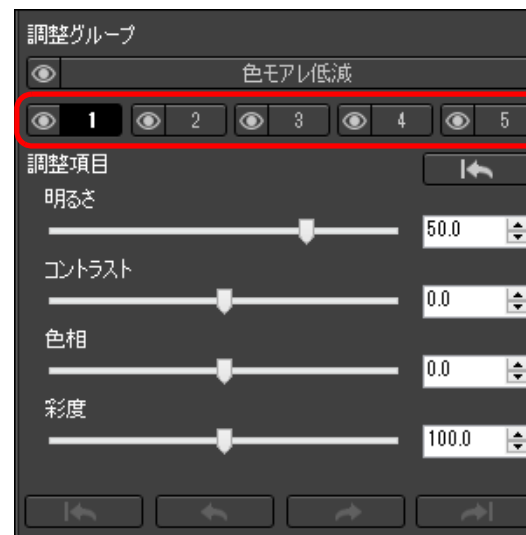 調整グループ
色モアレ低減
1 2 3 4 5
調整項目
明るさ
50.0
コントラスト
0.0
色相
0.0
彩度
100.0